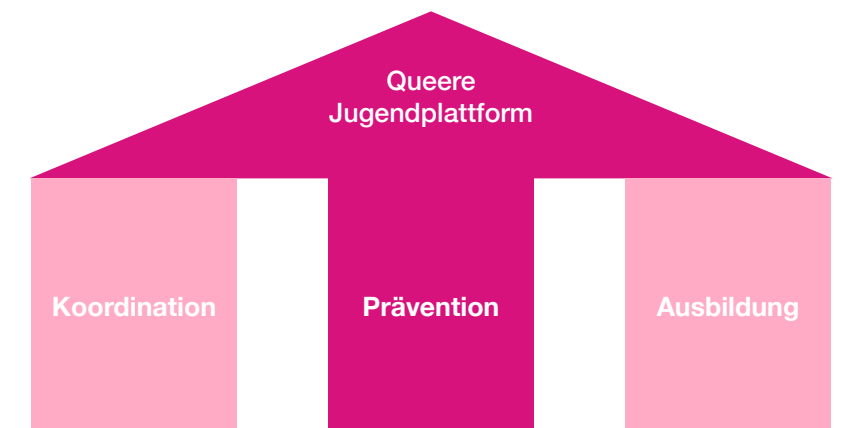 Queere
Jugendplattform
Koordination
Prävention
Ausbildung